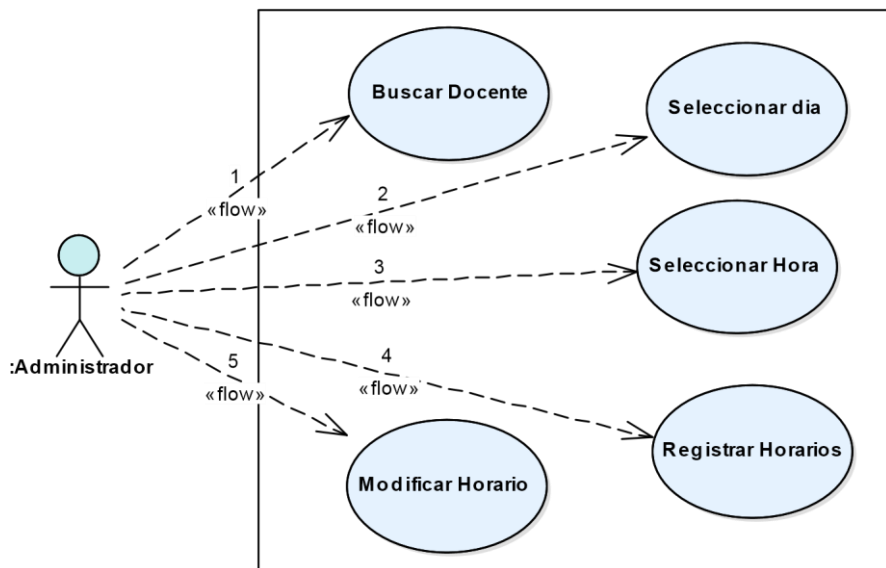 Buscar Docente
Seleccionar dia
1
«flow»
2
«flow»
3
«flow»
Seleccionar Hora
:Administrador
5
«flow»
4
«flow»
Modificar Horario
Registrar Horarios